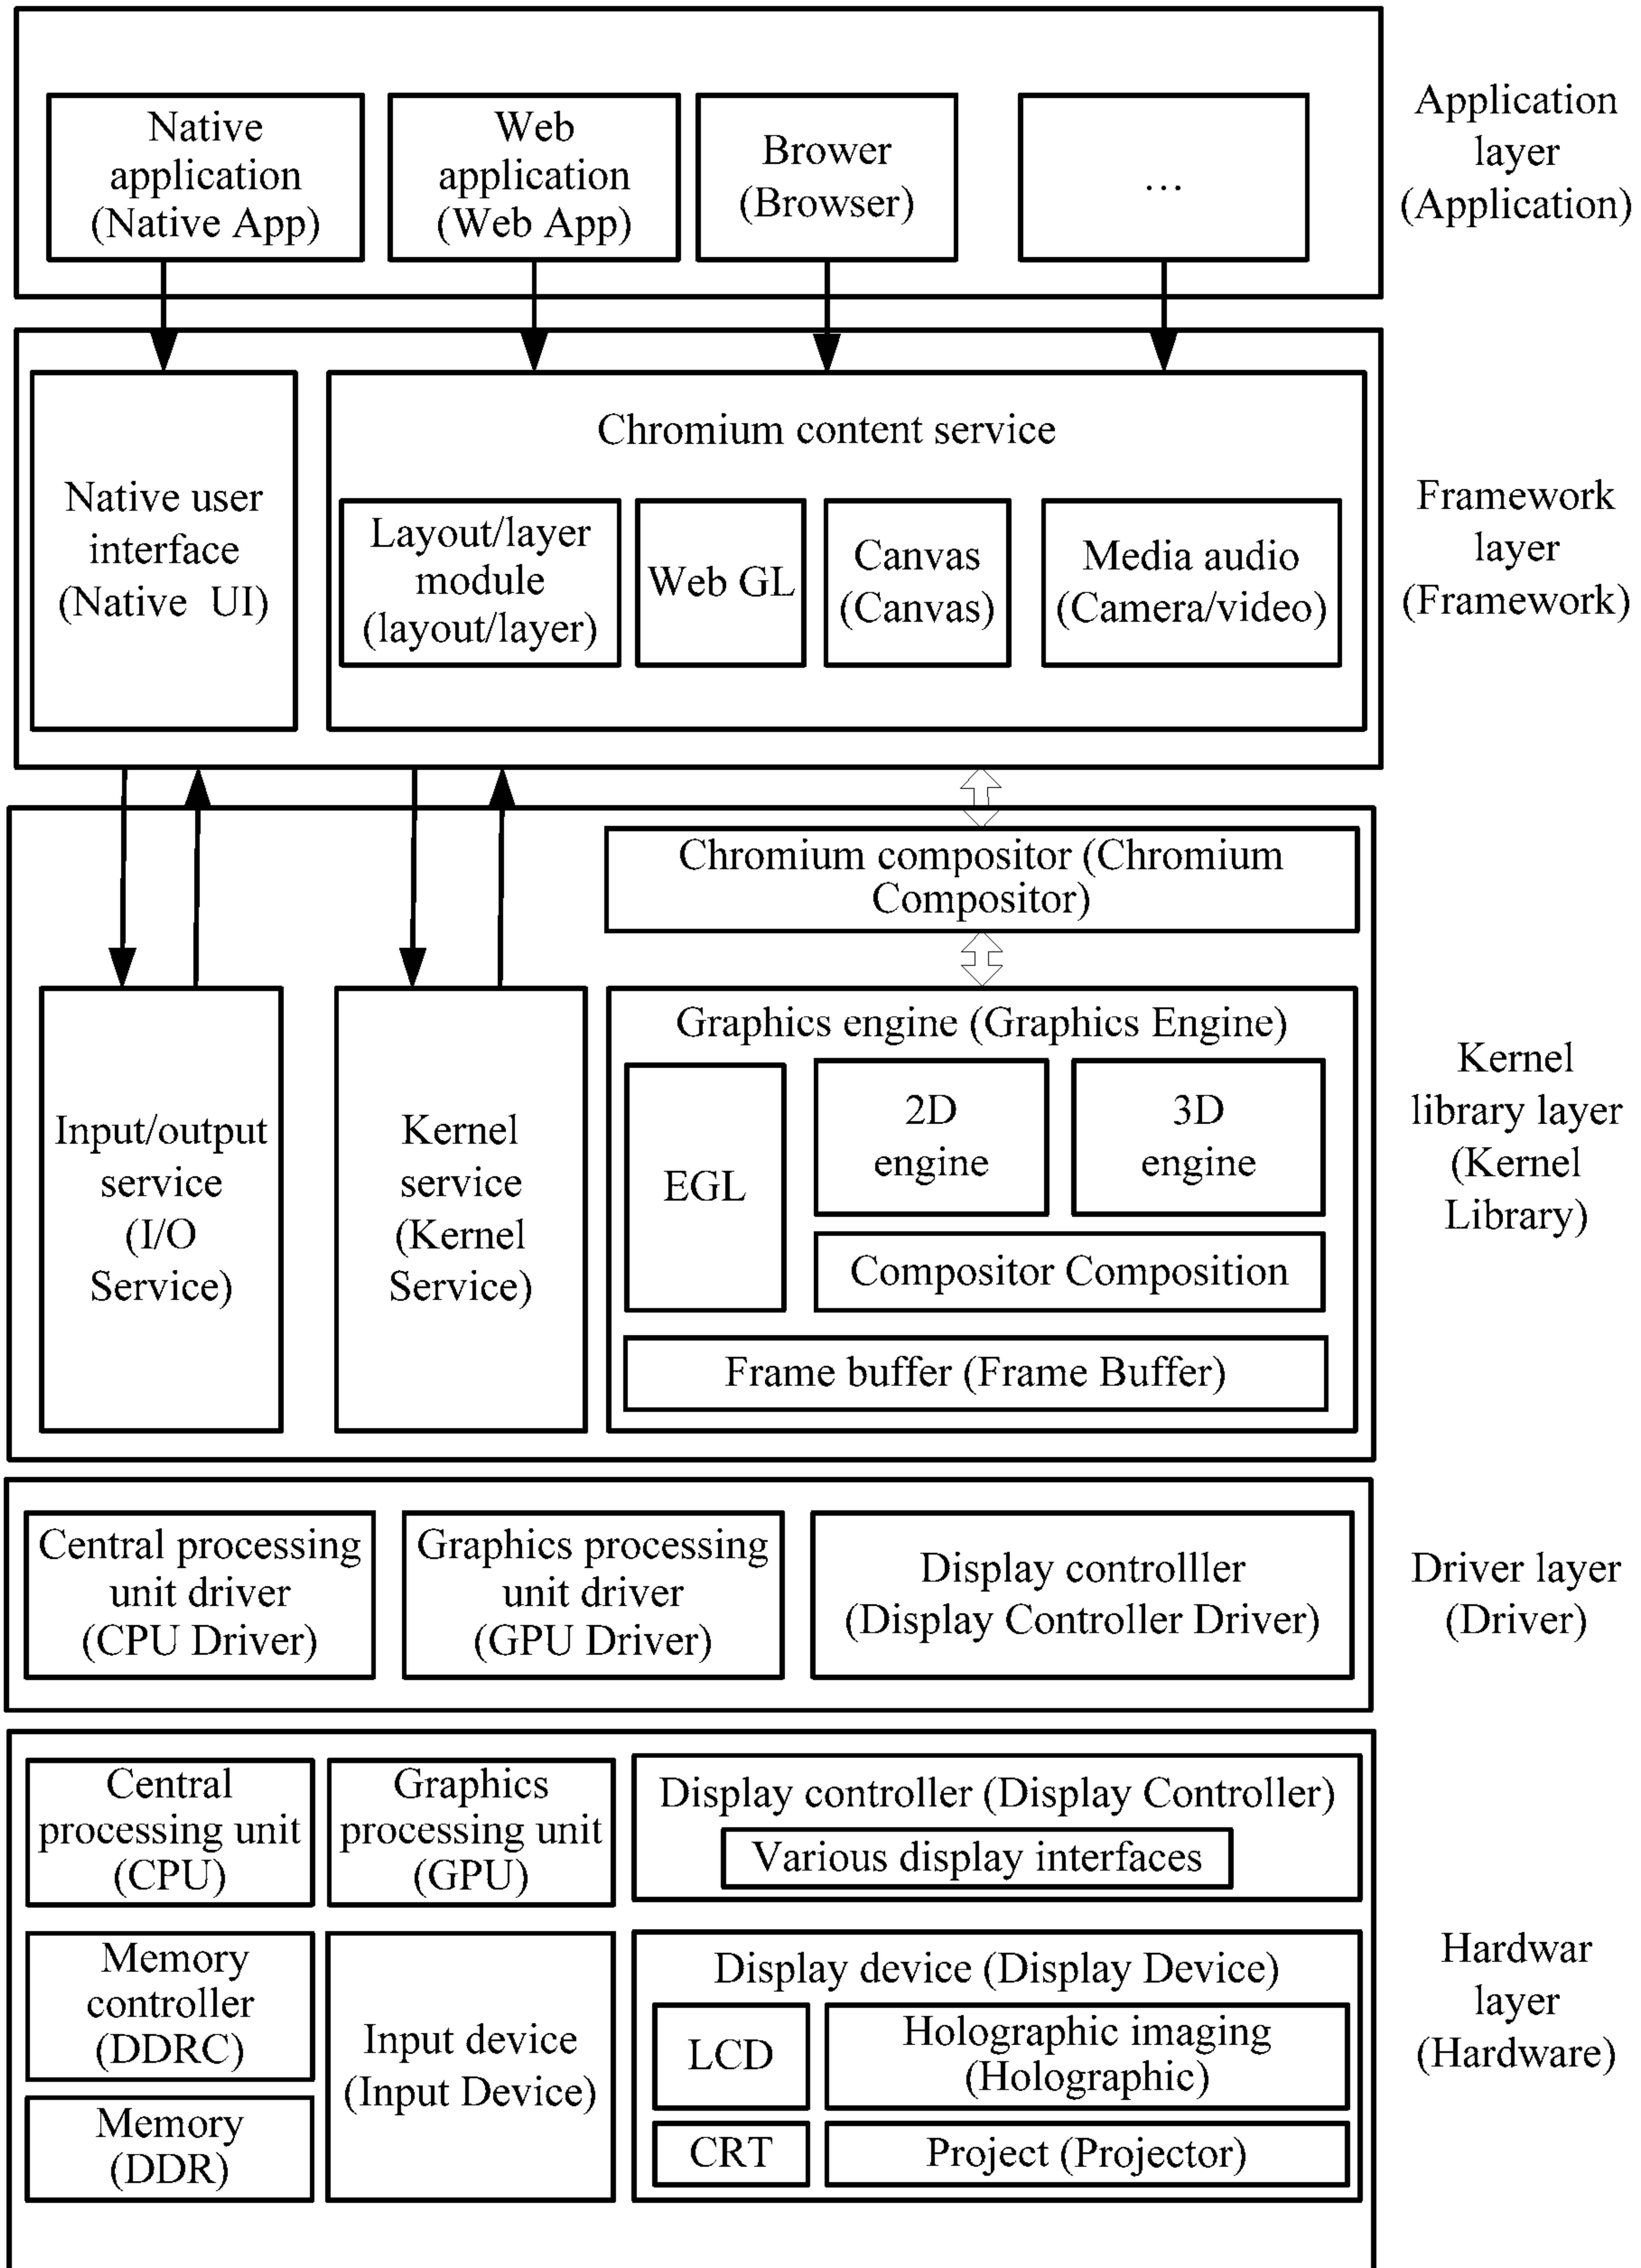 Native
application
(Native App)
Web
application
(Web App)
Brower
(Browser)
...
Application
layer
(Application)
Native user
interface
(Native UI)
Chromium content service
Layout/layer
module
(layout/layer)
Web GL
Canvas
(Canvas)
Media audio
(Camera/video)
Framework
layer
(Framework)
Chromium compositor (Chromium
Compositor)
Input/output
service
(I/O
Service)
Kernel
service
(Kernel
Service)
Graphics engine (Graphics Engine)
EGL
2D
engine
3D
engine
Compositor Composition
Frame buffer (Frame Buffer)
Kernel
library layer
(Kernel
Library)
Central processing
unit driver
(CPU Driver)
Graphics processing
unit driver
(GPU Driver)
Display controlller
(Display Controller Driver)
Driver layer
(Driver)
Central
processing unit
(CPU)
Graphics
processing unit
(GPU)
Display controller (Display Controller)
Various display interfaces
Memory
controller
(DDRC)
Memory
(DDR)
Input device
(Input Device)
Display device (Display Device)
LCD
Holographic imaging
(Holographic)
CRT
Project (Projector)
Hardwar
layer
(Hardware)